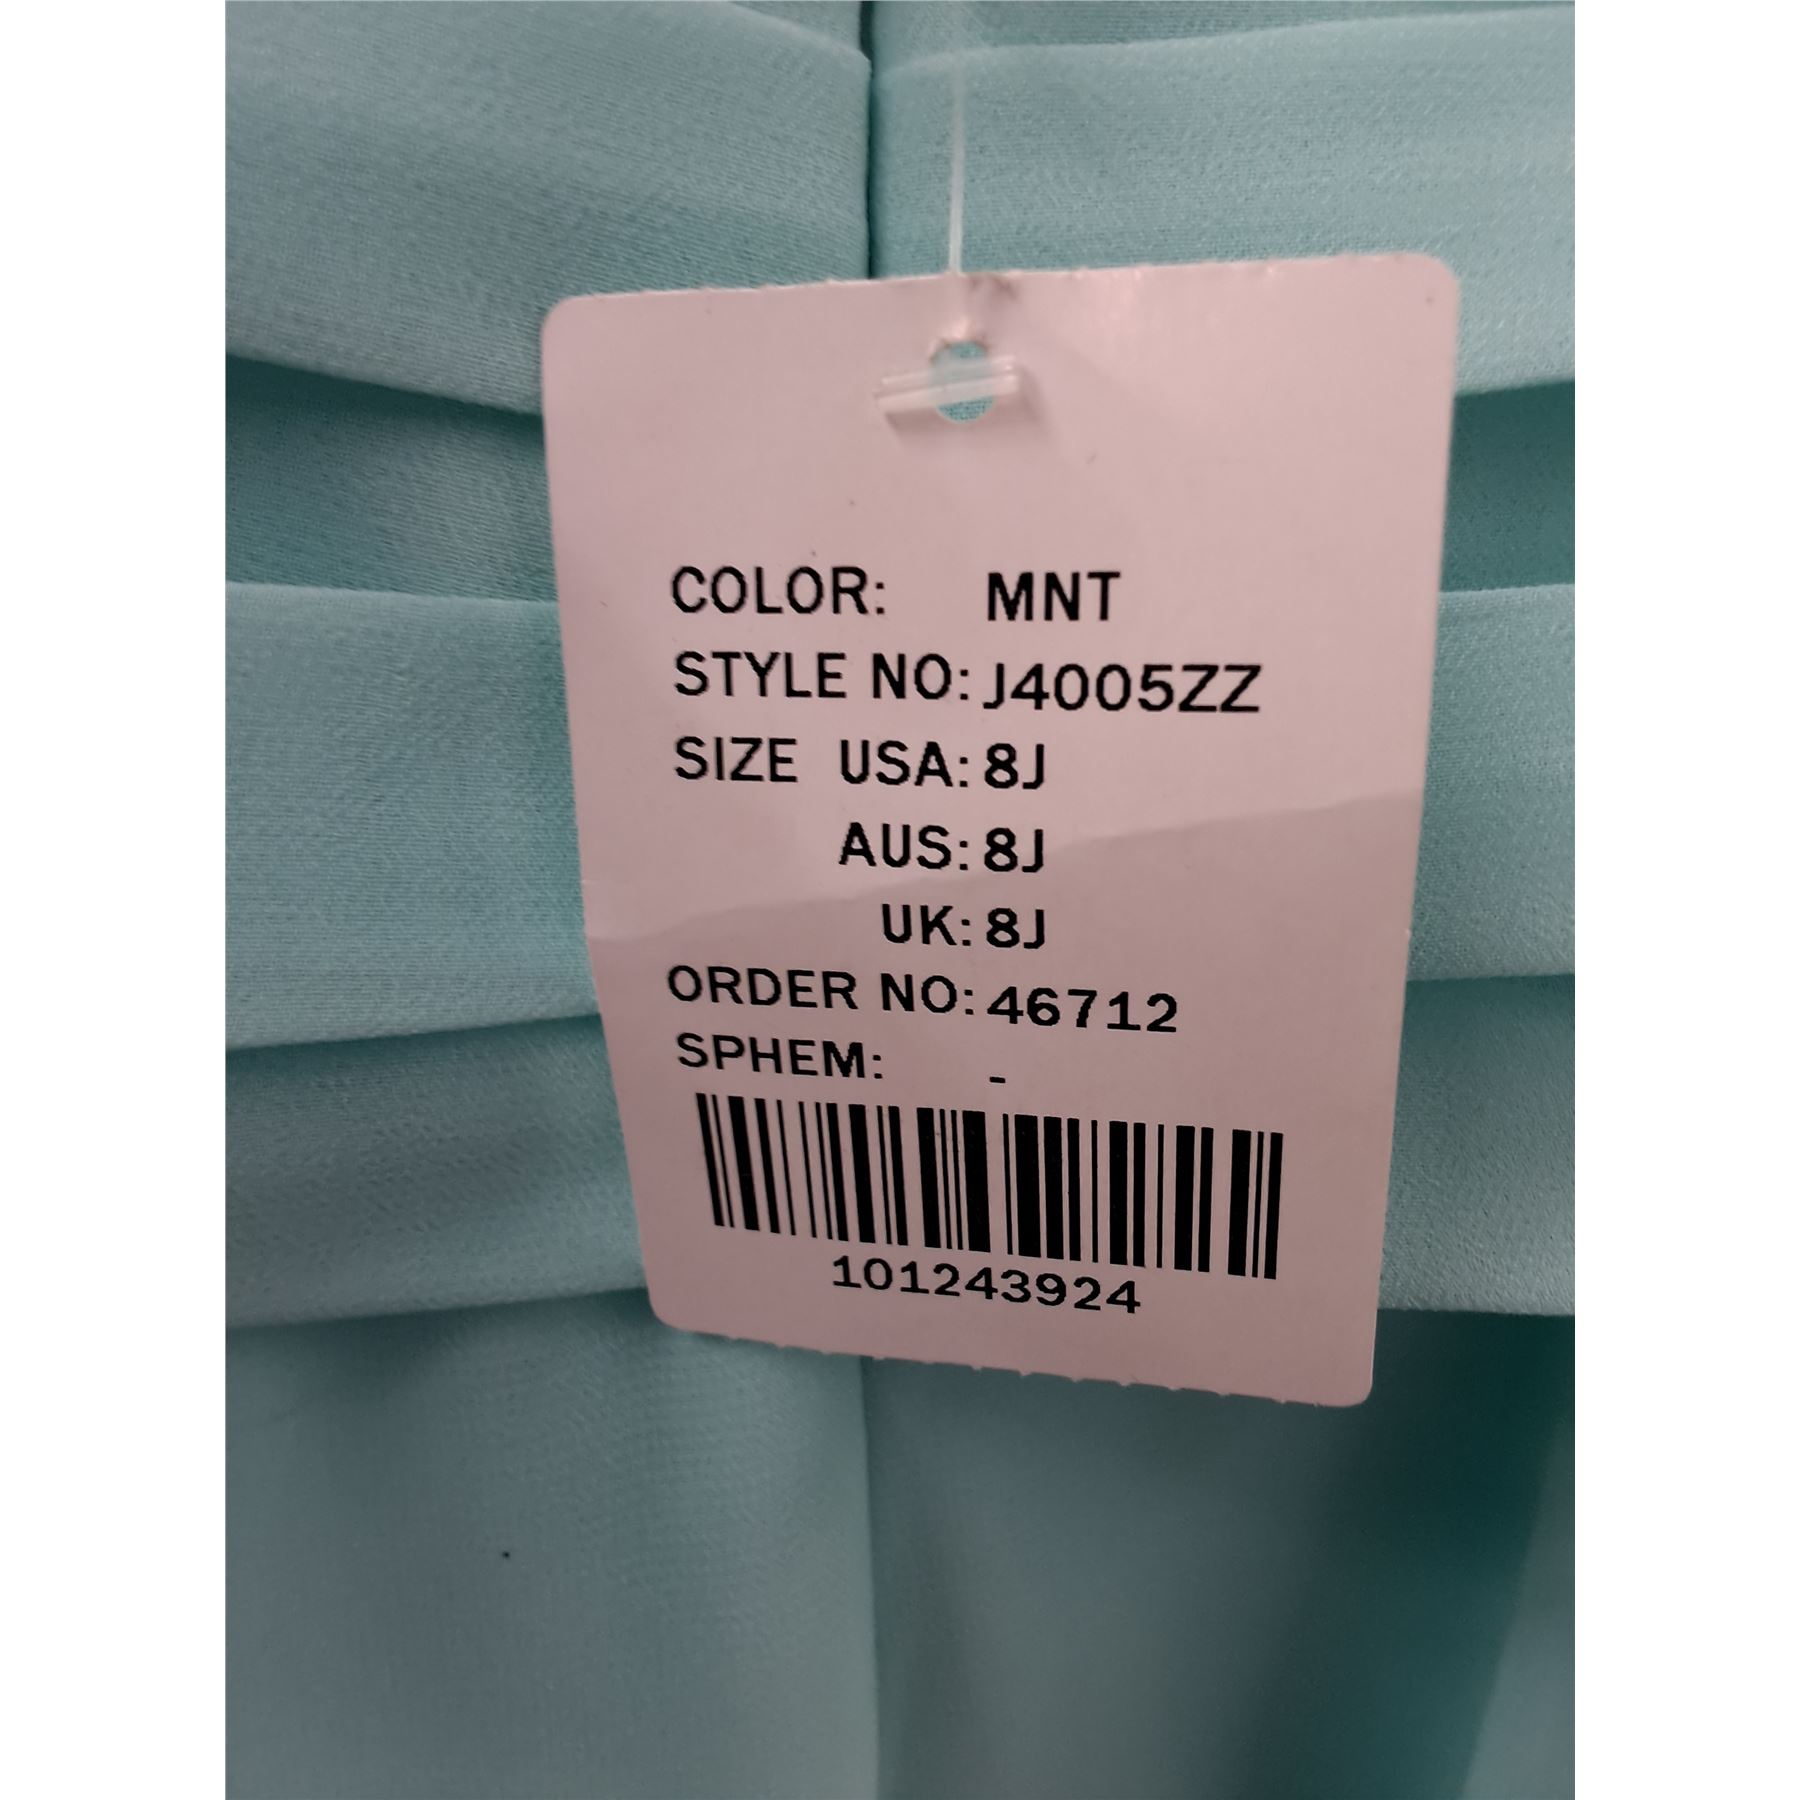 COLOR: MNT
STYLE NO: J4005ZZ
SIZE USA: 8J
AUS: 8J
UK: 8J
ORDER NO: 46712
SPHEM: -
101243924